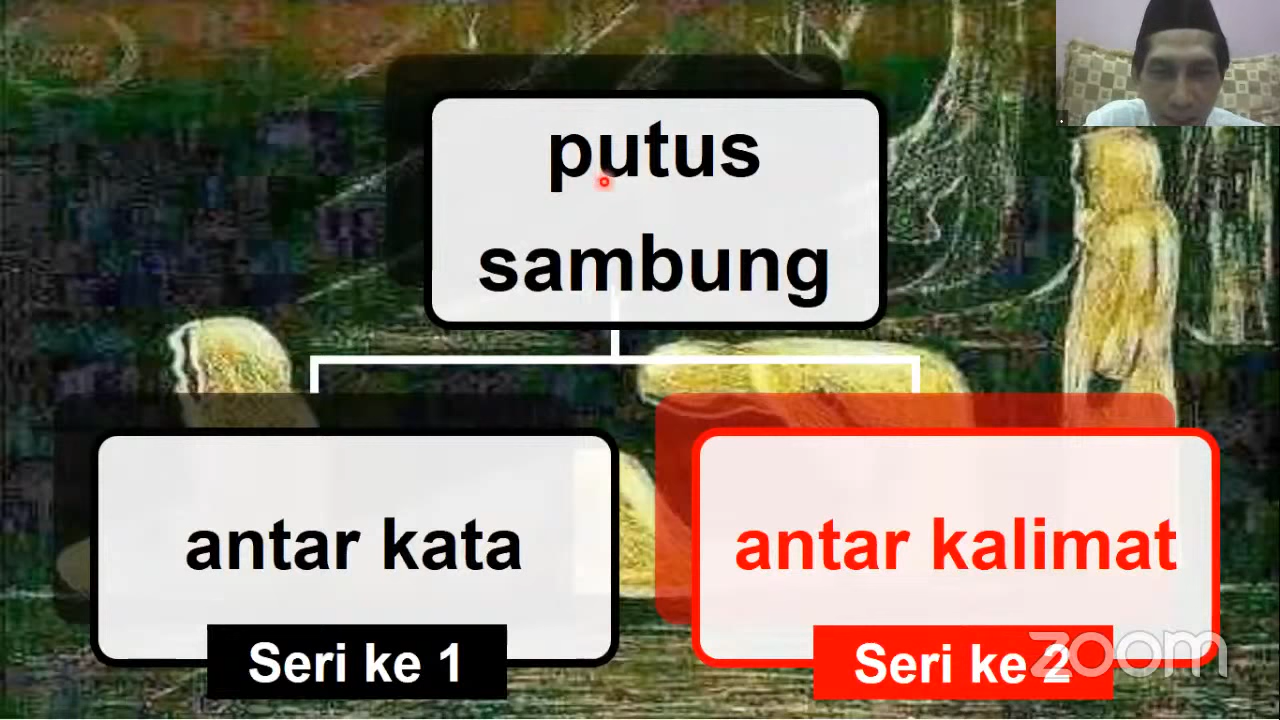 putus
sambung
antar kata
antar kalimat
Seri ke 1
Seri ke 2
zoom